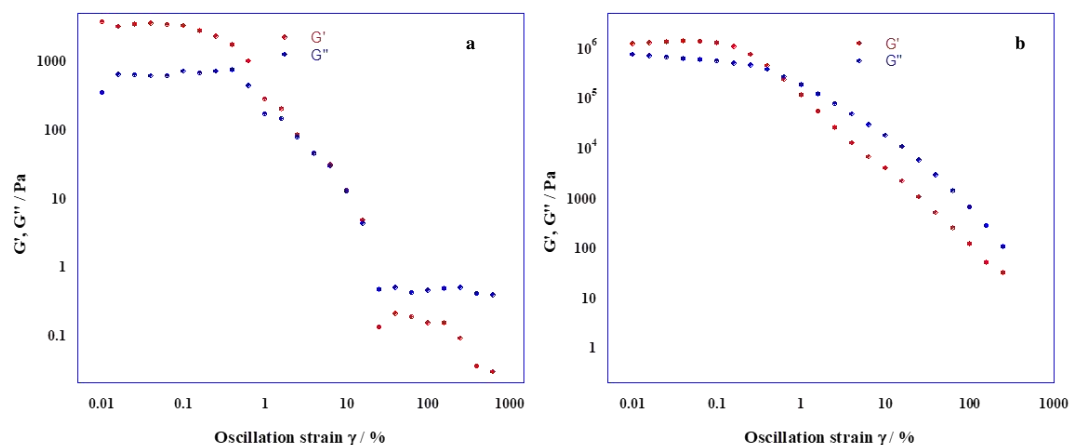 a
G'
G''
1000
100
10
1
0.1
G', G'' / Pa
0.01 0.1 1 10 100 1000
Oscillation strain γ / %
b
G'
G''
10⁶
10⁵
10⁴
1000
100
10
1
G', G'' / Pa
0.01 0.1 1 10 100 1000
Oscillation strain γ / %